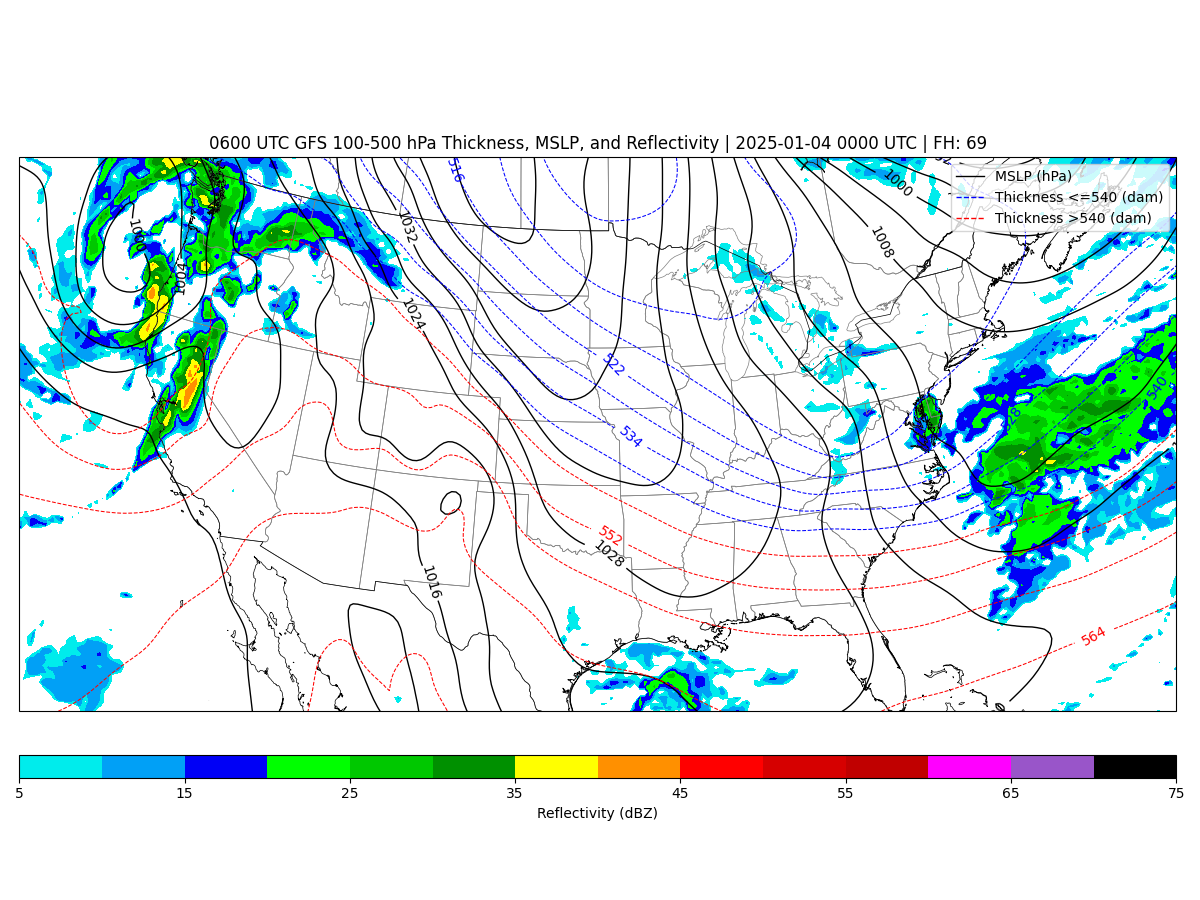 0600 UTC GFS 100-500 hPa Thickness, MSLP, and Reflectivity | 2025-01-04 0000 UTC | FH: 69
MSLP (hPa)
Thickness <=540 (dam)
Thickness >540 (dam)
516
1000
1032
1008
1024
522
540
534
552
1028
1016
564
5 15 25 35 45 55 65 75
Reflectivity (dBZ)